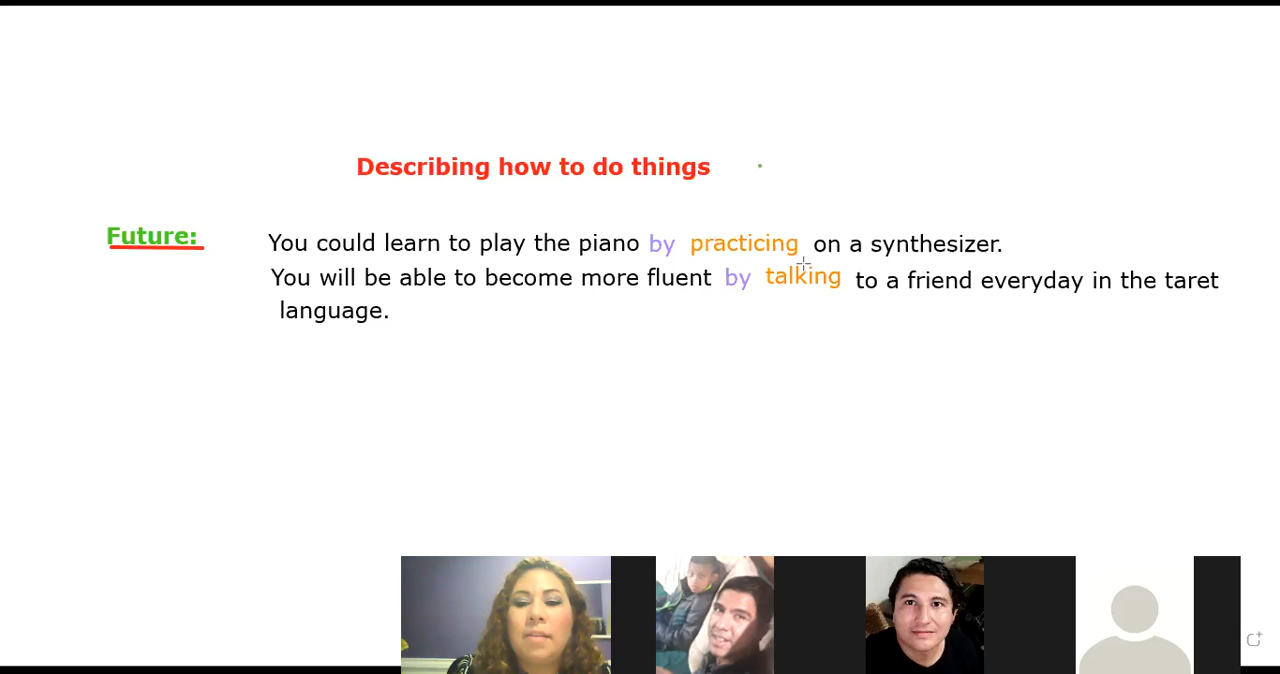 Describing how to do things
Future:
You could learn to play the piano by practicing on a synthesizer.
You will be able to become more fluent by talking to a friend everyday in the taret
language.